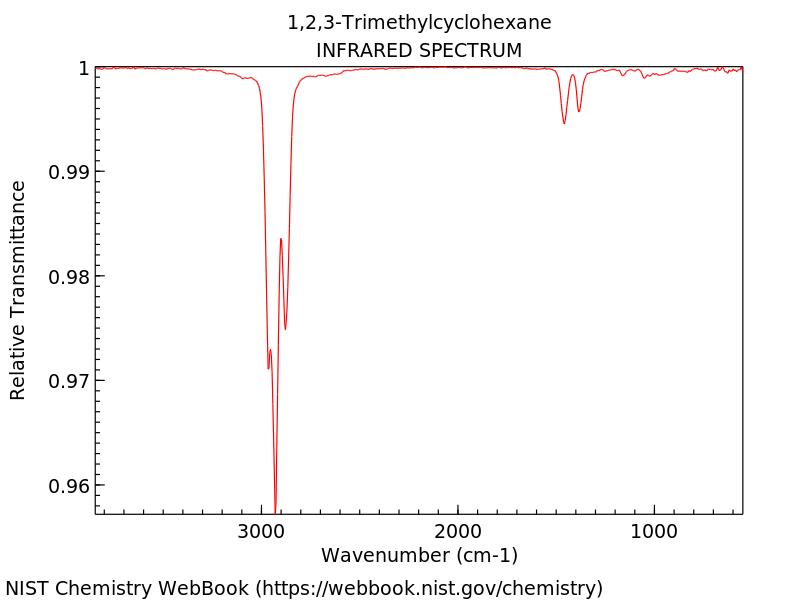 1,2,3-Trimethylcyclohexane
INFRARED SPECTRUM
1
0.99
0.98
0.97
0.96
Relative Transmittance
3000 2000 1000
Wavenumber (cm-1)
NIST Chemistry WebBook (https://webbook.nist.gov/chemistry)